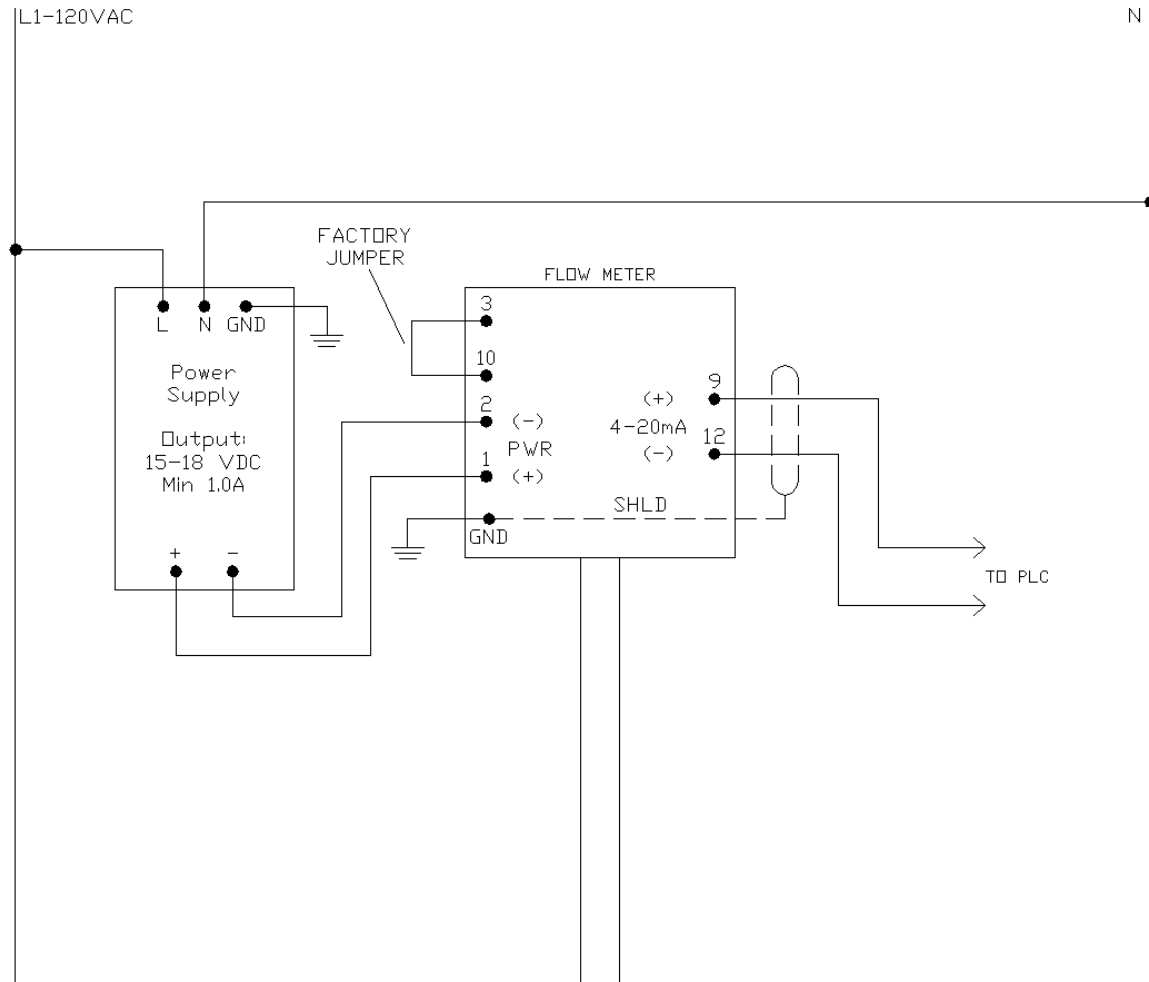 L1-120VAC
N
FACTORY
JUMPER
FLOW METER
L N GND
Power
Supply
Output:
15-18 VDC
Min 1.0A
+ -
3
10
2 (-)
PWR
1 (+)
GND
SHLD
9
(+)
4-20mA
12
(-)
TO PLC